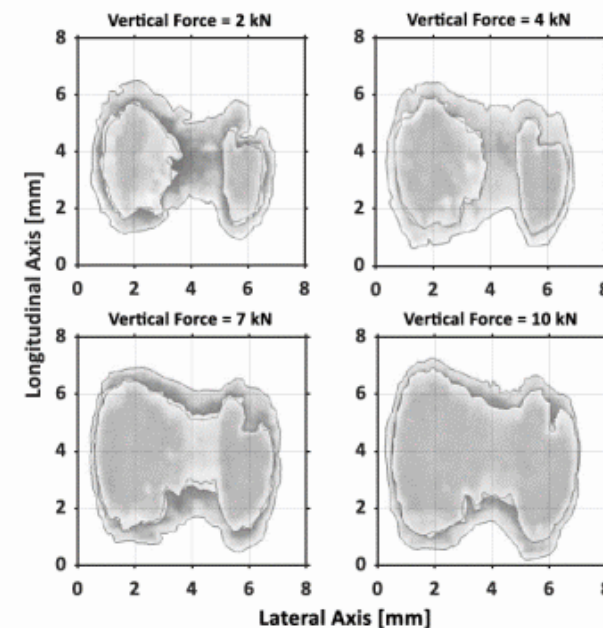 Vertical Force = 2 kN
Vertical Force = 4 kN
8
6
4
2
0
0 2 4 6 8
8
6
4
2
0
0 2 4 6 8
Longitudinal Axis [mm]
Vertical Force = 7 kN
Vertical Force = 10 kN
8
6
4
2
0
0 2 4 6 8
8
6
4
2
0
0 2 4 6 8
Lateral Axis [mm]